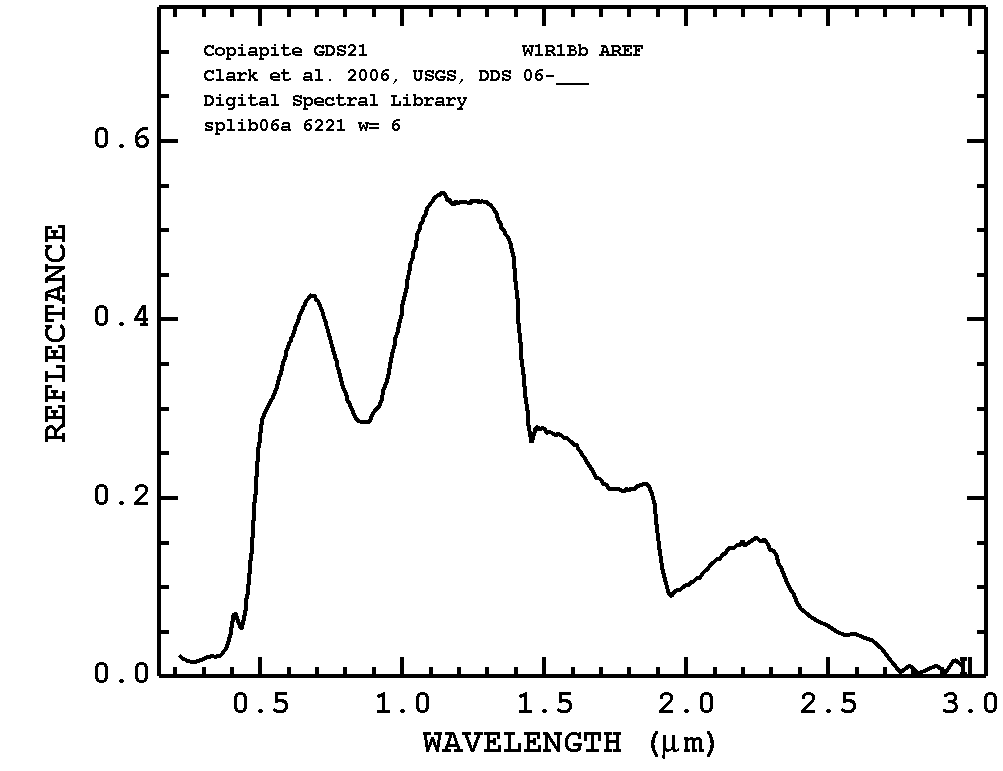 Copiapite GDS21 W1R1Bb AREF
Clark et al. 2006, USGS, DDS 06-___
Digital Spectral Library
splib06a 6221 w= 6
0.6
0.4
0.2
0.0
REFLECTANCE
0.5 1.0 1.5 2.0 2.5 3.0
WAVELENGTH (μm)